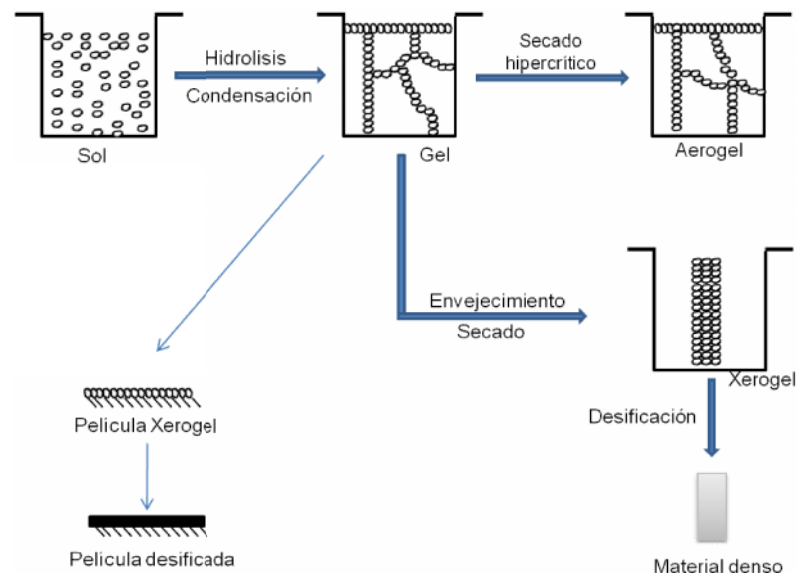 Hidrolisis
Condensación
Secado
hipercrítico
Sol
Gel
Aerogel
Envejecimiento
Secado
Xerogel
Pelicula Xerogel
Desificación
Pelicula desificada
Material denso